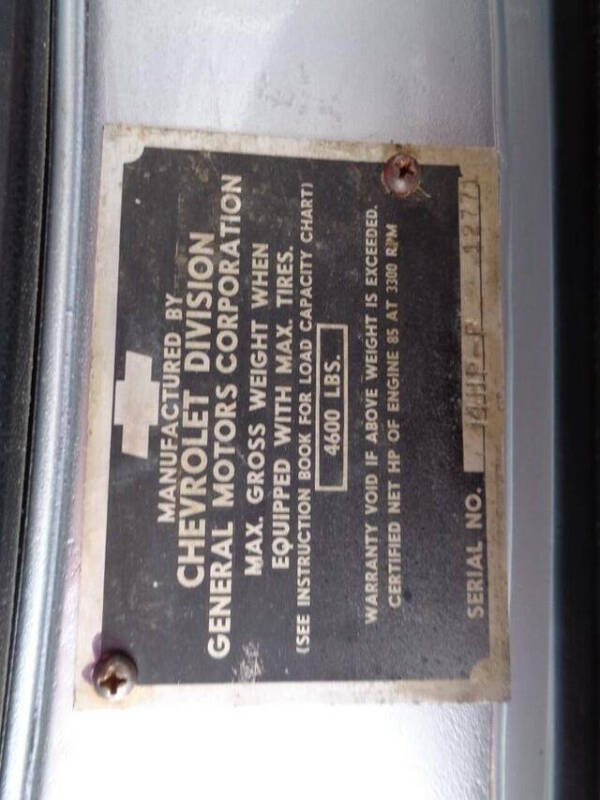 MANUFACTURED BY
CHEVROLET DIVISION
GENERAL MOTORS CORPORATION
MAX. GROSS WEIGHT WHEN
EQUIPPED WITH MAX. TIRES.
(SEE INSTRUCTION BOOK FOR LOAD CAPACITY CHART)
4600 LBS.
WARRANTY VOID IF ABOVE WEIGHT IS EXCEEDED.
CERTIFIED NET HP OF ENGINE 85 AT 3300 RPM
SERIAL NO.